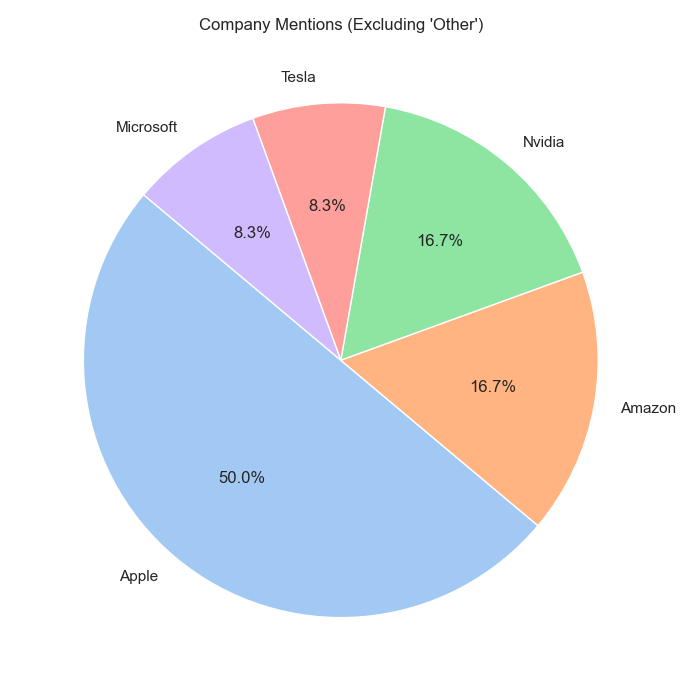 Company Mentions (Excluding 'Other')
Tesla
Microsoft
Nvidia
8.3%
8.3%
16.7%
16.7%
Amazon
50.0%
Apple